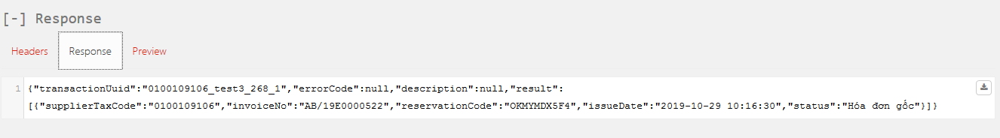 [-] Response
Headers Response Preview
1 {"transactionUuid":"0100109106_test3_268_1","errorCode":null,"description":null,"result":
[{"supplierTaxCode":"0100109106","invoiceNo":"AB/19E0000522","reservationCode":"OKMYMDX5F4","issueDate":"2019-10-29 10:16:30","status":"Hóa đơn gốc"}]}